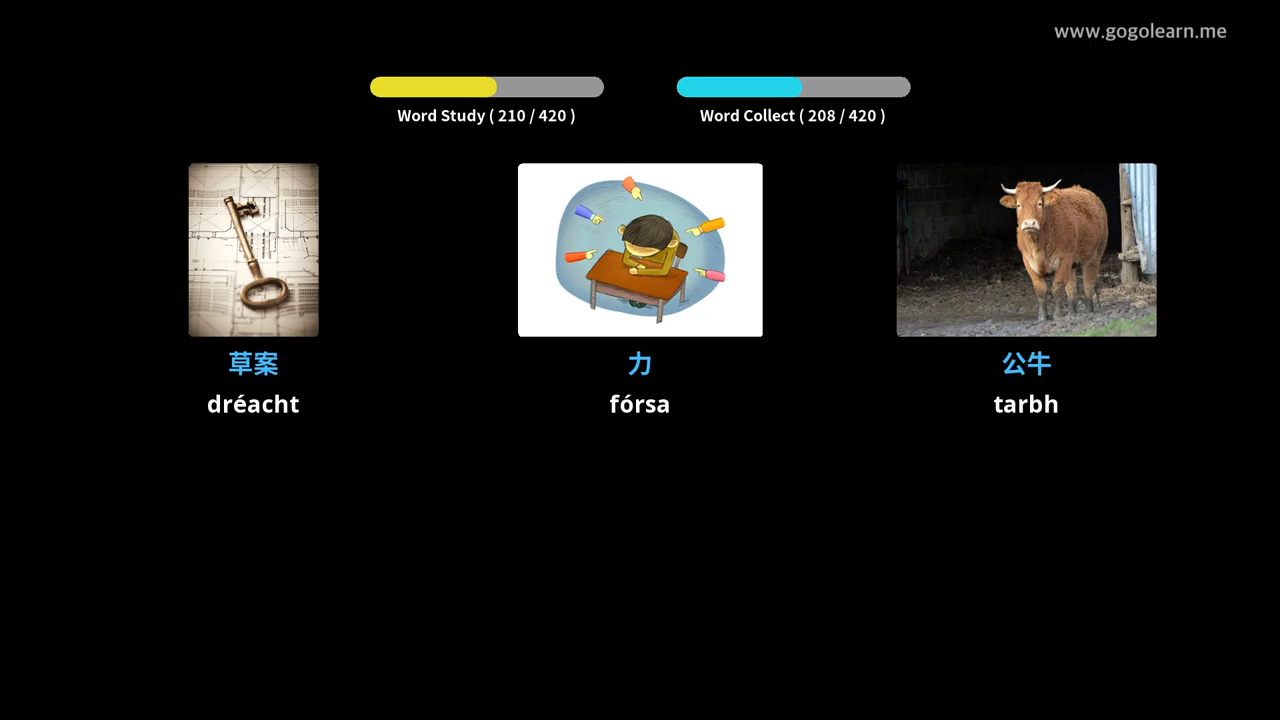 www.gogolearn.me
Word Study ( 210 / 420 )
Word Collect ( 208 / 420 )
草案
力
公牛
dréacht
fórsa
tarbh